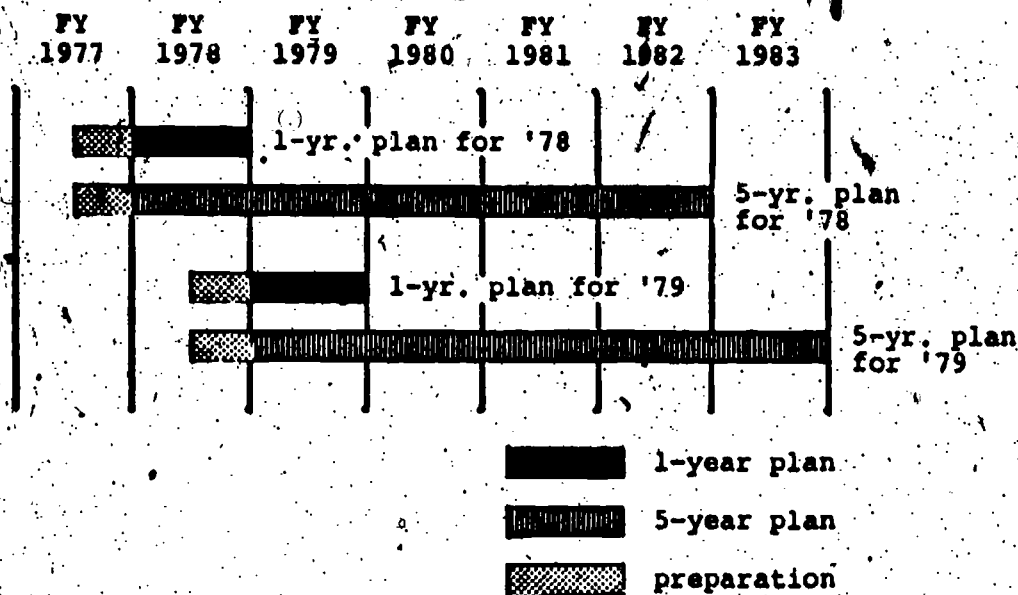 FY FY FY FY FY FY FY
1977 1978 1979 1980 1981 1982 1983
1-yr. plan for '78
5-yr. plan
for '78
1-yr. plan for '79
5-yr. plan
for '79
1-year plan
5-year plan
preparation